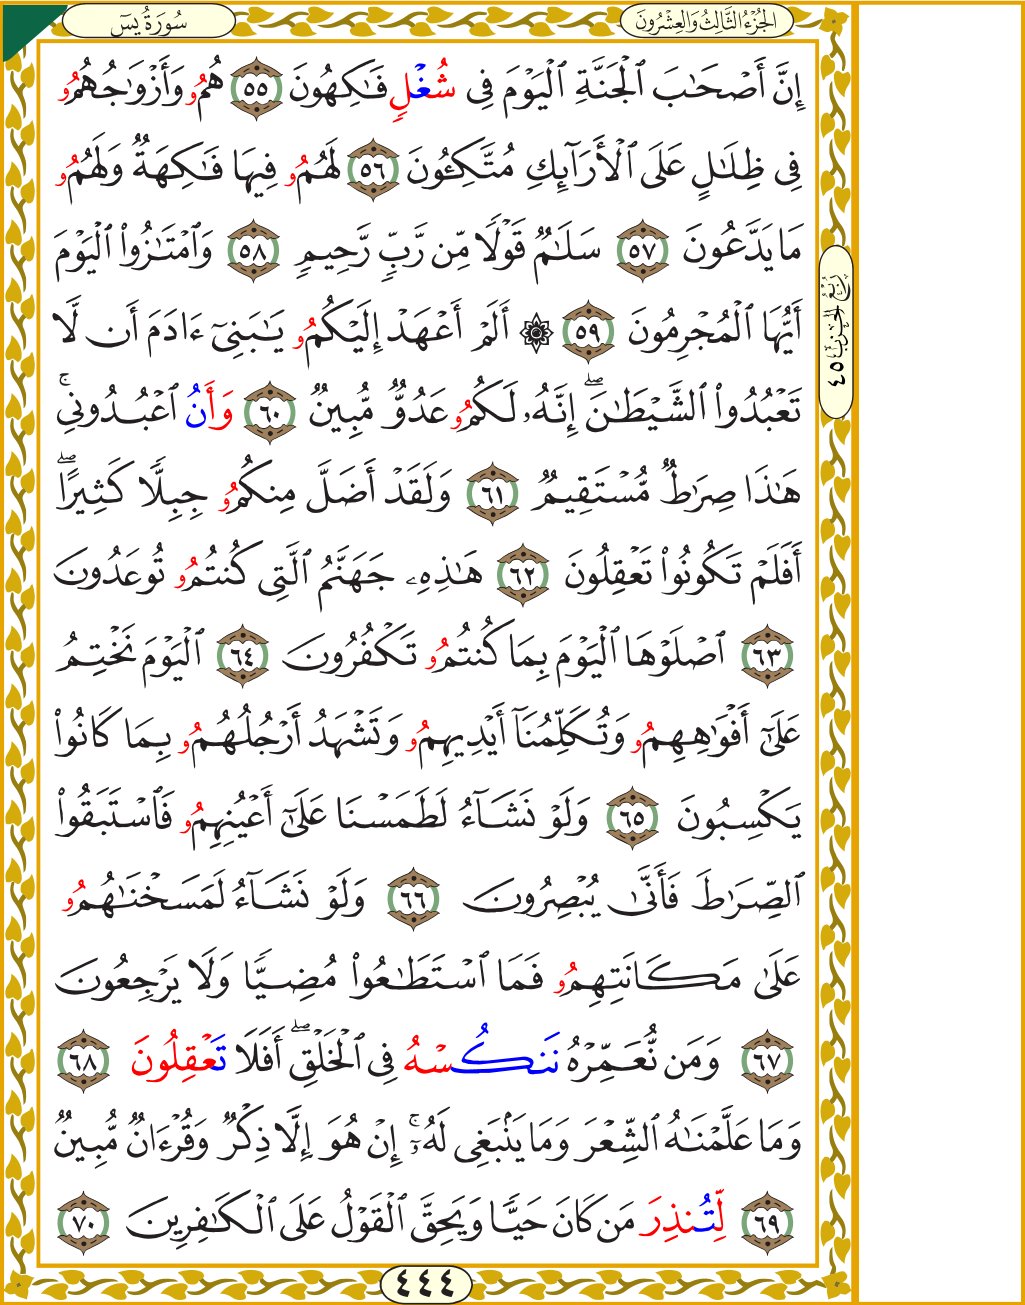 الجُزْءُ الثَّالِثُ وَالعِشْرُونَ
سُورَةُ يسٓ
إِنَّ أَصْحَٰبَ ٱلْجَنَّةِ ٱلْيَوْمَ فِى شُغْلٍ فَٰكِهُونَ ٥٥ هُمُۥ وَأَزْوَٰجُهُمُۥ
فِى ظِلَٰلٍ عَلَى ٱلْأَرَآئِكِ مُتَّكِـُٔونَ ٥٦ لَهُمُۥ فِيهَا فَٰكِهَةٌ وَلَهُمُۥ
مَا يَدَّعُونَ ٥٧ سَلَٰمٌ قَوْلًا مِّن رَّبٍّ رَّحِيمٍ ٥٨ وَٱمْتَٰزُوا۟ ٱلْيَوْمَ
أَيُّهَا ٱلْمُجْرِمُونَ ٥٩ ۞ أَلَمْ أَعْهَدْ إِلَيْكُمُۥ يَٰبَنِىٓ ءَادَمَ أَن لَّا
تَعْبُدُوا۟ ٱلشَّيْطَٰنَۖ إِنَّهُۥ لَكُمُۥ عَدُوٌّ مُّبِينٌ ٦٠ وَأَنُ ٱعْبُدُونِىۚ
هَٰذَا صِرَٰطٌ مُّسْتَقِيمٌ ٦١ وَلَقَدْ أَضَلَّ مِنكُمُۥ جِبِلًّا كَثِيرًاۖ
أَفَلَمْ تَكُونُوا۟ تَعْقِلُونَ ٦٢ هَٰذِهِۦ جَهَنَّمُ ٱلَّتِى كُنتُمُۥ تُوعَدُونَ
٦٣ ٱصْلَوْهَا ٱلْيَوْمَ بِمَا كُنتُمُۥ تَكْفُرُونَ ٦٤ ٱلْيَوْمَ نَخْتِمُ
عَلَىٰٓ أَفْوَٰهِهِمُۥ وَتُكَلِّمُنَآ أَيْدِيهِمُۥ وَتَشْهَدُ أَرْجُلُهُمُۥ بِمَا كَانُوا۟
يَكْسِبُونَ ٦٥ وَلَوْ نَشَآءُ لَطَمَسْنَا عَلَىٰٓ أَعْيُنِهِمُۥ فَٱسْتَبَقُوا۟
ٱلصِّرَٰطَ فَأَنَّىٰ يُبْصِرُونَ ٦٦ وَلَوْ نَشَآءُ لَمَسَخْنَٰهُمُۥ
عَلَىٰ مَكَانَتِهِمُۥ فَمَا ٱسْتَطَٰعُوا۟ مُضِيًّا وَلَا يَرْجِعُونَ
٦٧ وَمَن نُّعَمِّرْهُ نَنكُسْهُ فِى ٱلْخَلْقِۖ أَفَلَا تَعْقِلُونَ ٦٨
وَمَا عَلَّمْنَٰهُ ٱلشِّعْرَ وَمَا يَنۢبَغِى لَهُۥٓۚ إِنْ هُوَ إِلَّا ذِكْرٌ وَقُرْءَانٌ مُّبِينٌ
٦٩ لِّتُنذِرَ مَن كَانَ حَيًّا وَيَحِقَّ ٱلْقَوْلُ عَلَى ٱلْكَٰفِرِينَ ٧٠
رُبْعُ الحِزْبِ ٤٥
٤٤٤